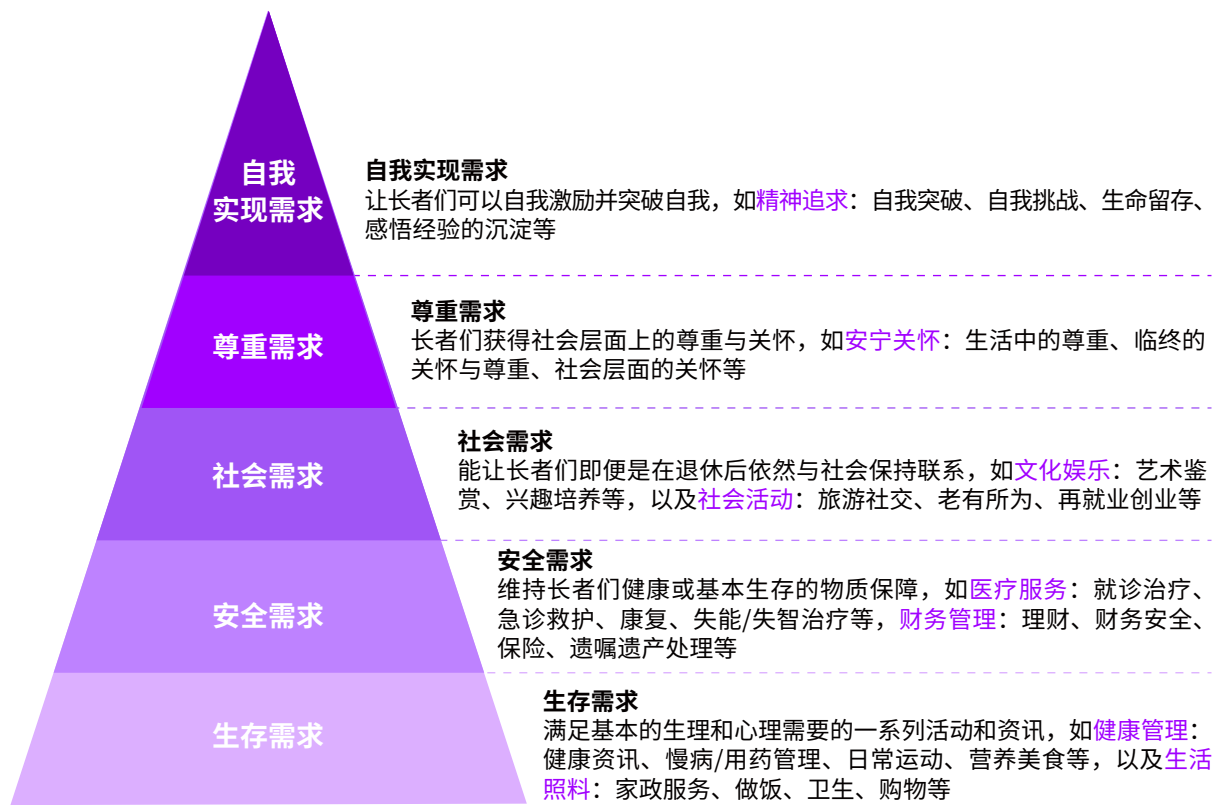 自我
实现需求
自我实现需求
让长者们可以自我激励并突破自我，如精神追求：自我突破、自我挑战、生命留存、
感悟经验的沉淀等
尊重需求
尊重需求
长者们获得社会层面上的尊重与关怀，如安宁关怀：生活中的尊重、临终的
关怀与尊重、社会层面的关怀等
社会需求
社会需求
能让长者们即便是在退休后依然与社会保持联系，如文化娱乐：艺术鉴
赏、兴趣培养等，以及社会活动：旅游社交、老有所为、再就业创业等
安全需求
安全需求
维持长者们健康或基本生存的物质保障，如医疗服务：就诊治疗、
急诊救护、康复、失能/失智治疗等，财务管理：理财、财务安全、
保险、遗嘱遗产处理等
生存需求
生存需求
满足基本的生理和心理需要的一系列活动和资讯，如健康管理：
健康资讯、慢病/用药管理、日常运动、营养美食等，以及生活
照料：家政服务、做饭、卫生、购物等